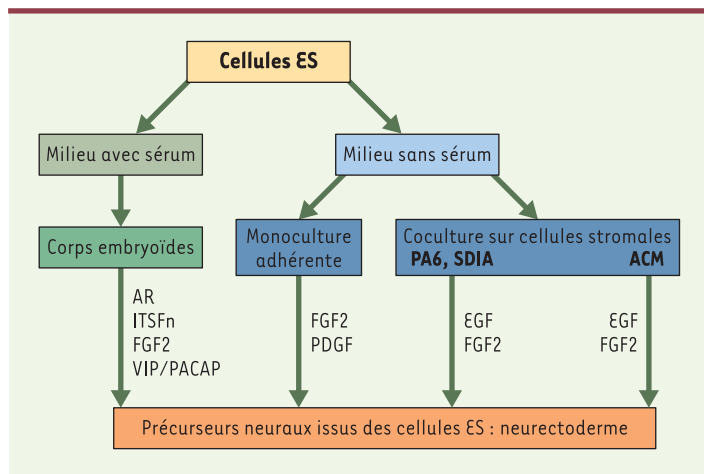 Cellules ES
Milieu avec sérum
Milieu sans sérum
Corps embryoïdes
Monoculture
adhérente
Coculture sur cellules stromales
PA6, SDIA ACM
AR
ITSFn
FGF2
VIP/PACAP
FGF2
PDGF
EGF
FGF2
EGF
FGF2
Précurseurs neuraux issus des cellules ES : neurectoderme